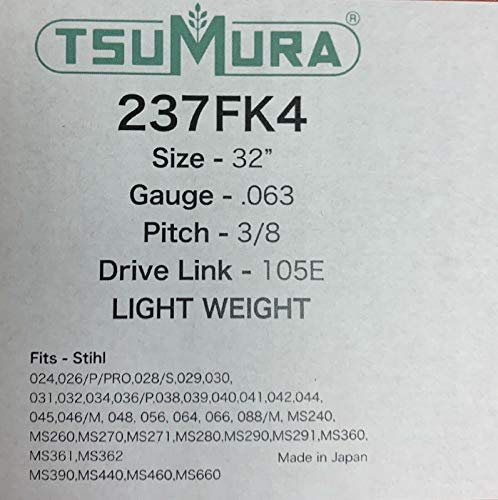 TSUMURA®
237FK4
Size - 32”
Gauge - .063
Pitch - 3/8
Drive Link - 105E
LIGHT WEIGHT
Fits - Stihl
024,026/P/PRO,028/S,029,030,
031,032,034,036/P,038,039,040,041,042,044,
045,046/M, 048, 056, 064, 066, 088/M, MS240,
MS260,MS270,MS271,MS280,MS290,MS291,MS360,
MS361,MS362 Made in Japan
MS390,MS440,MS460,MS660